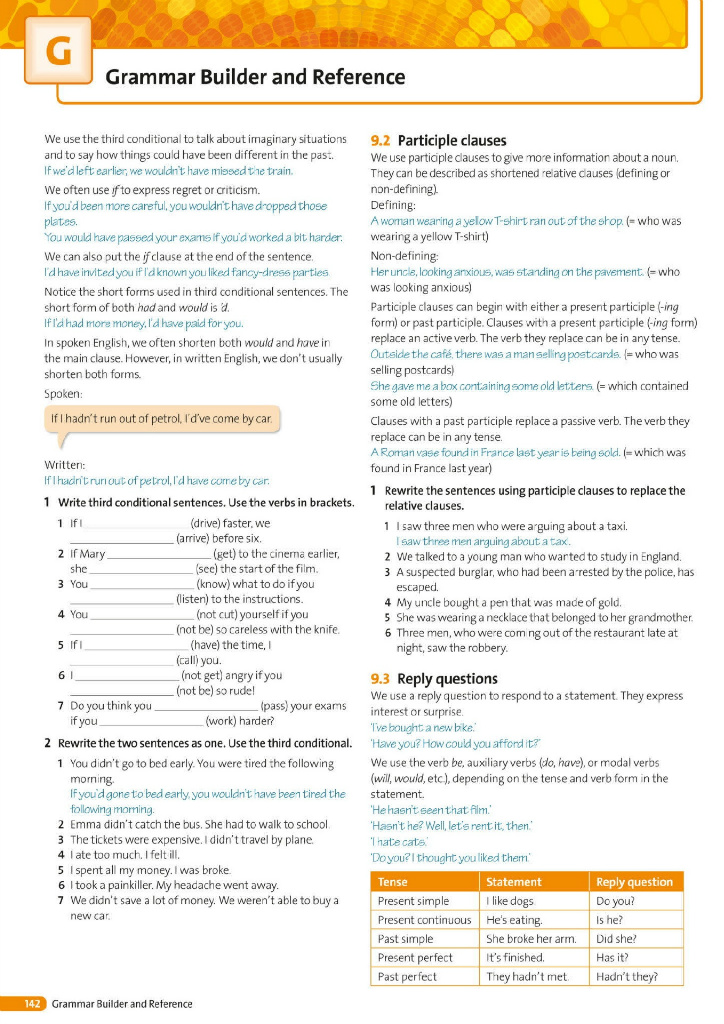 G
Grammar Builder and Reference
We use the third conditional to talk about imaginary situations
and to say how things could have been different in the past.
If we'd left earlier, we wouldn't have missed the train.
We often use if to express regret or criticism.
If you'd been more careful, you wouldn't have dropped those
plates.
'You would have passed your exams if you'd worked a bit harder.'
We can also put the if clause at the end of the sentence.
I'd have invited you if I'd known you liked fancy-dress parties.
Notice the short forms used in third conditional sentences. The
short form of both had and would is 'd.
If I'd had more money, I'd have paid for you.
In spoken English, we often shorten both would and have in
the main clause. However, in written English, we don't usually
shorten both forms.
Spoken:
If I hadn't run out of petrol, I'd've come by car.
Written:
If I hadn't run out of petrol, I'd have come by car.
1 Write third conditional sentences. Use the verbs in brackets.
1 If I ____________________ (drive) faster, we
____________________ (arrive) before six.
2 If Mary ____________________ (get) to the cinema earlier,
she ____________________ (see) the start of the film.
3 You ____________________ (know) what to do if you
____________________ (listen) to the instructions.
4 You ____________________ (not cut) yourself if you
____________________ (not be) so careless with the knife.
5 If I ____________________ (have) the time, I
____________________ (call) you.
6 I ____________________ (not get) angry if you
____________________ (not be) so rude!
7 Do you think you ____________________ (pass) your exams
if you ____________________ (work) harder?
2 Rewrite the two sentences as one. Use the third conditional.
1 You didn't go to bed early. You were tired the following
morning.
If you'd gone to bed early, you wouldn't have been tired the
following morning.
2 Emma didn't catch the bus. She had to walk to school.
3 The tickets were expensive. I didn't travel by plane.
4 I ate too much. I felt ill.
5 I spent all my money. I was broke.
6 I took a painkiller. My headache went away.
7 We didn't save a lot of money. We weren't able to buy a
new car.
9.2 Participle clauses
We use participle clauses to give more information about a noun.
They can be described as shortened relative clauses (defining or
non-defining).
Defining:
A woman wearing a yellow T-shirt ran out of the shop. (= who was
wearing a yellow T-shirt)
Non-defining:
Her uncle, looking anxious, was standing on the pavement. (= who
was looking anxious)
Participle clauses can begin with either a present participle (-ing
form) or past participle. Clauses with a present participle (-ing form)
replace an active verb. The verb they replace can be in any tense.
Outside the café, there was a man selling postcards. (= who was
selling postcards)
She gave me a box containing some old letters. (= which contained
some old letters)
Clauses with a past participle replace a passive verb. The verb they
replace can be in any tense.
A Roman vase found in France last year is being sold. (= which was
found in France last year)
1 Rewrite the sentences using participle clauses to replace the
relative clauses.
1 I saw three men who were arguing about a taxi.
I saw three men arguing about a taxi.
2 We talked to a young man who wanted to study in England.
3 A suspected burglar, who had been arrested by the police, has
escaped.
4 My uncle bought a pen that was made of gold.
5 She was wearing a necklace that belonged to her grandmother.
6 Three men, who were coming out of the restaurant late at
night, saw the robbery.
9.3 Reply questions
We use a reply question to respond to a statement. They express
interest or surprise.
'I've bought a new bike.'
'Have you? How could you afford it?'
We use the verb be, auxiliary verbs (do, have), or modal verbs
(will, would, etc.), depending on the tense and verb form in the
statement.
'He hasn't seen that film.'
'Hasn't he? Well, let's rent it, then.'
'I hate cats.'
'Do you? I thought you liked them.'
Tense Statement Reply question
Present simple I like dogs Do you?
Present continuous He's eating. Is he?
Past simple She broke her arm. Did she?
Present perfect It's finished. Has it?
Past perfect They hadn't met. Hadn't they?
142 Grammar Builder and Reference